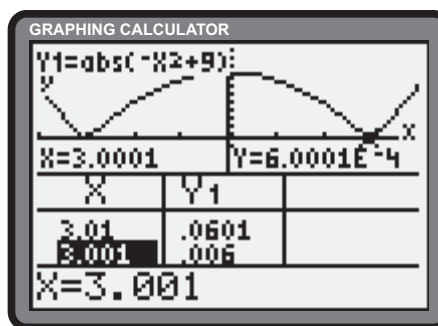 GRAPHING CALCULATOR
Y1=abs(-X2+9)
y
x
X=3.0001 Y=6.0001E-4
X Y1
3.01 .0601
3.001 .006
X=3.001